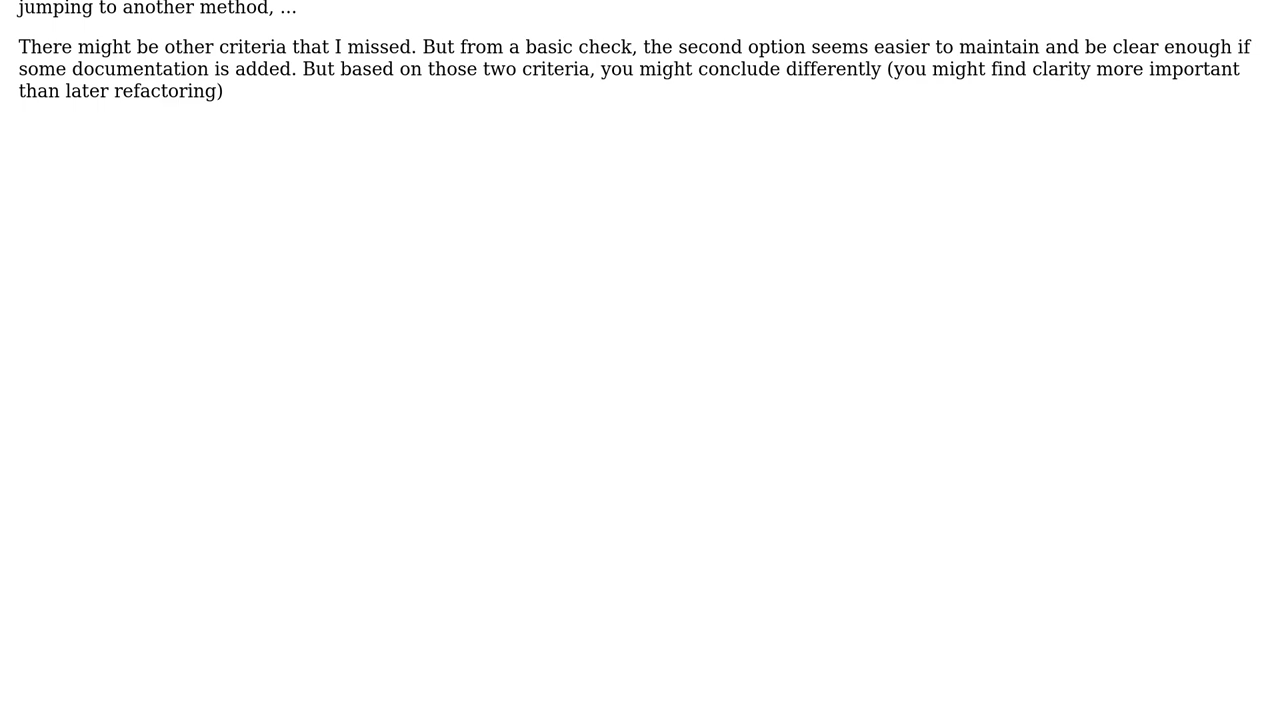 jumping to another method, ...
There might be other criteria that I missed. But from a basic check, the second option seems easier to maintain and be clear enough if
some documentation is added. But based on those two criteria, you might conclude differently (you might find clarity more important
than later refactoring)